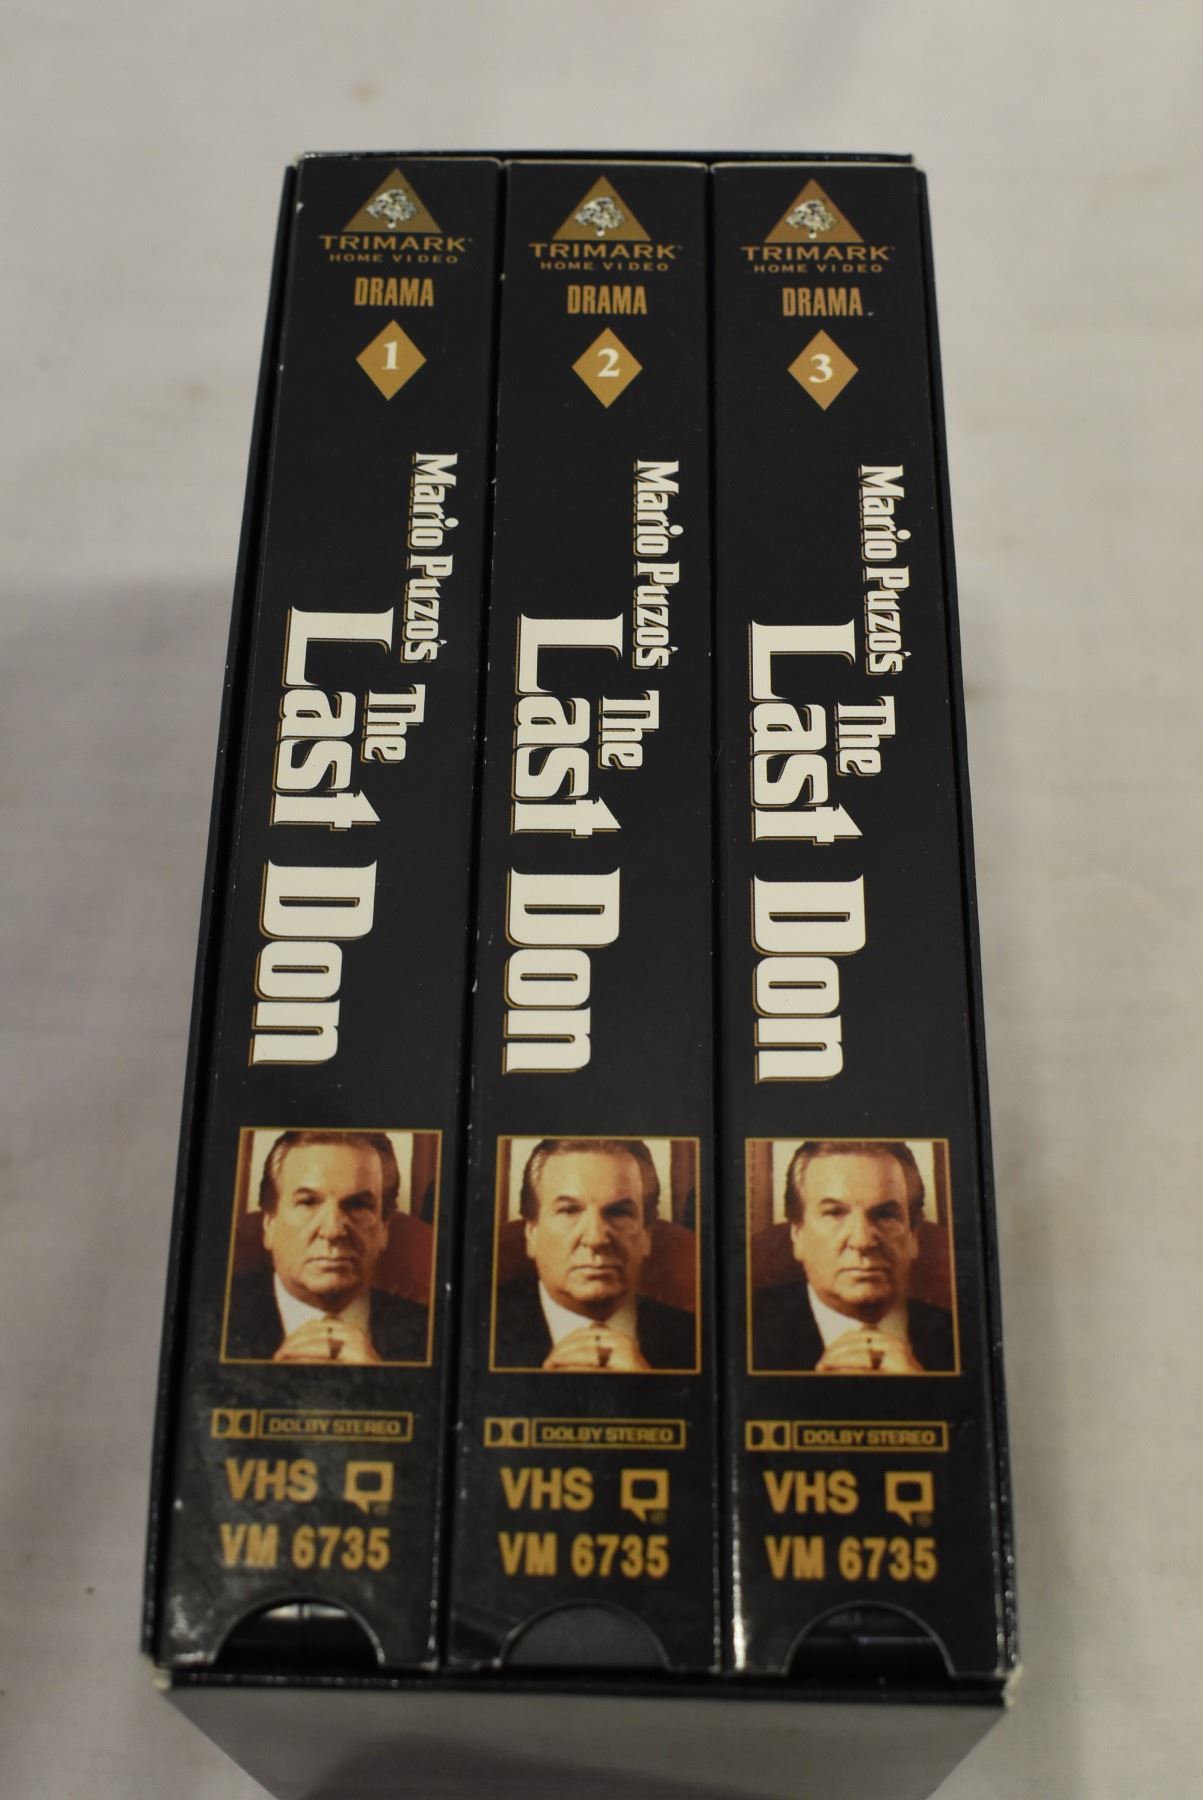 TRIMARK
HOME VIDEO
DRAMA
1
Mario Puzo's
The
Last Don
DOLBY STEREO
VHS
VM 6735
TRIMARK
HOME VIDEO
DRAMA
2
Mario Puzo's
The
Last Don
DOLBY STEREO
VHS
VM 6735
TRIMARK
HOME VIDEO
DRAMA
3
Mario Puzo's
The
Last Don
DOLBY STEREO
VHS
VM 6735